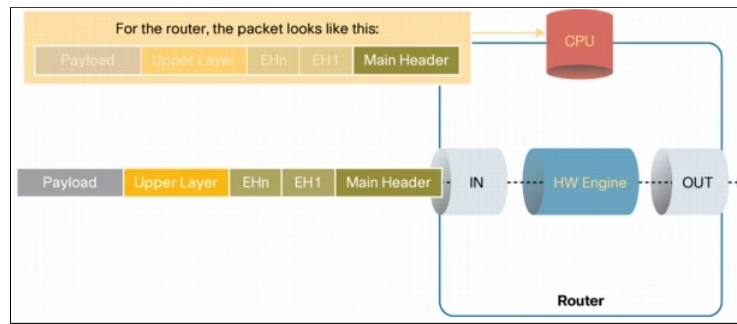 For the router, the packet looks like this:
Payload Upper Layer EHn EH1 Main Header
CPU
Payload Upper Layer EHn EH1 Main Header
IN HW Engine OUT
Router